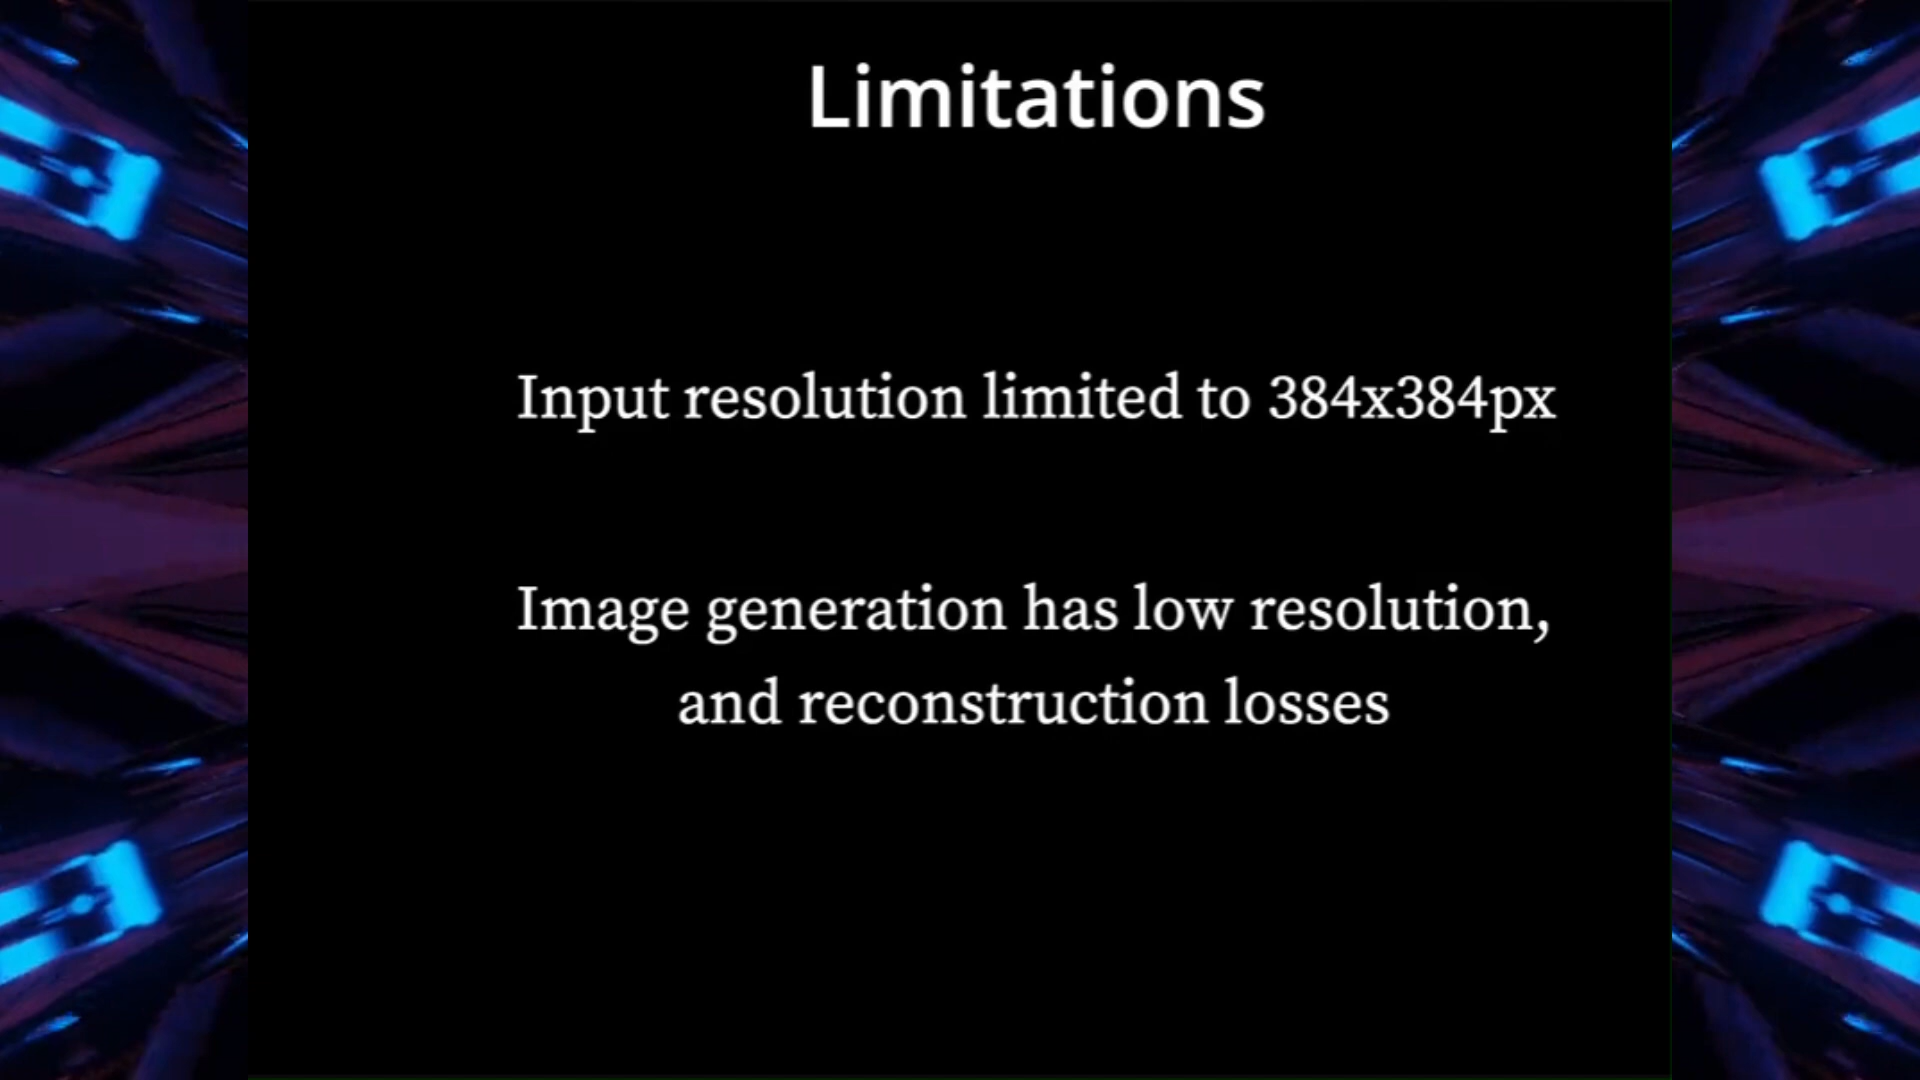 Limitations
Input resolution limited to 384x384px
Image generation has low resolution,
and reconstruction losses